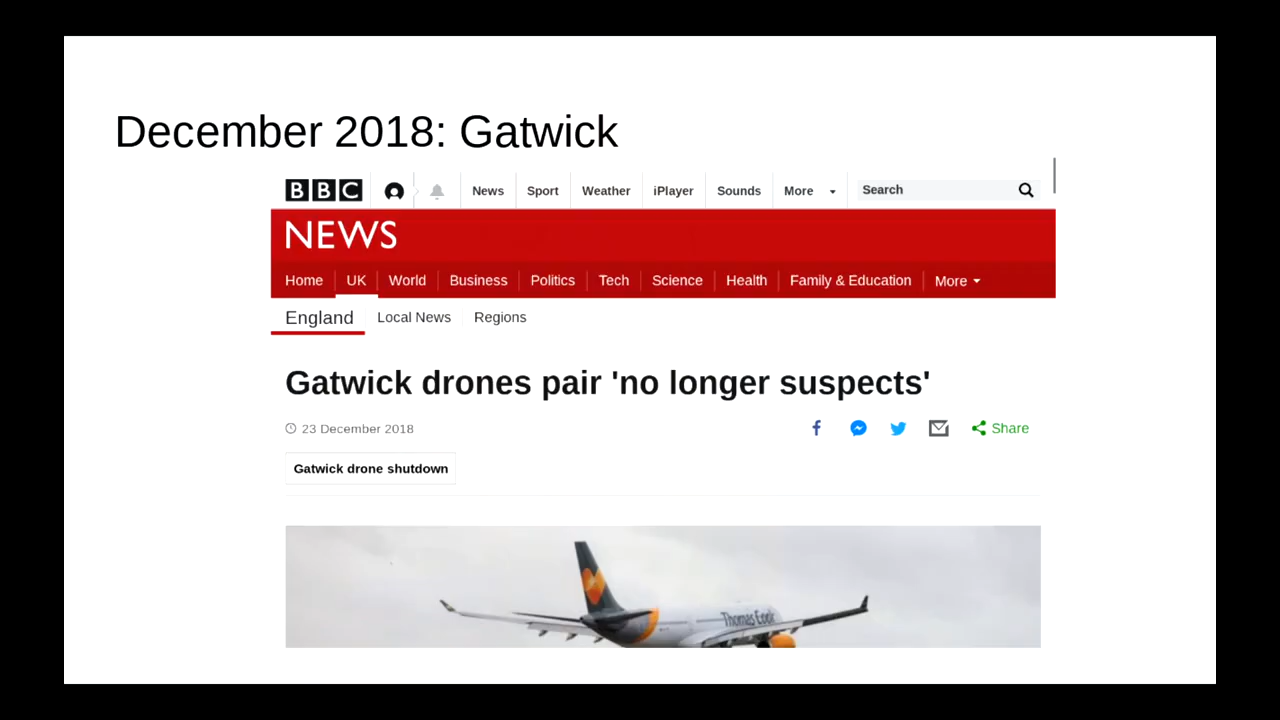 December 2018: Gatwick
BBC News Sport Weather iPlayer Sounds More Search
NEWS
Home UK World Business Politics Tech Science Health Family & Education More
England Local News Regions
Gatwick drones pair 'no longer suspects'
23 December 2018 Share
Gatwick drone shutdown
Thomas Cook